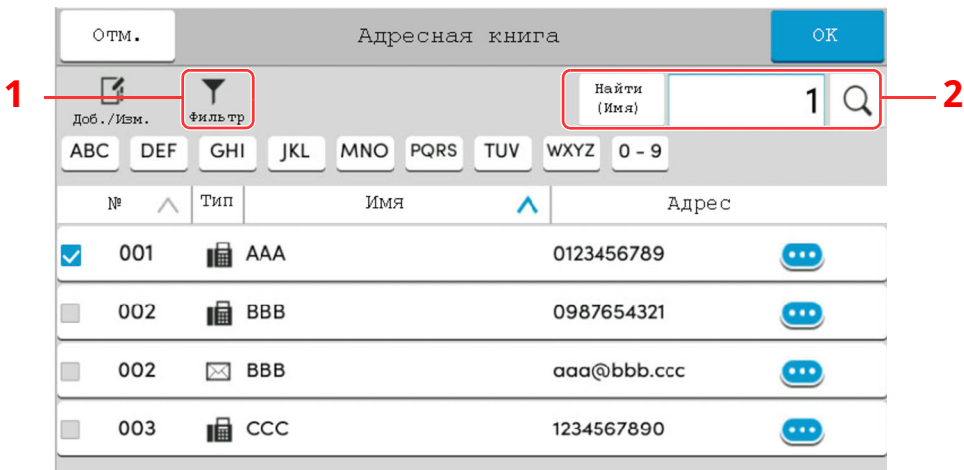 Отм. Адресная книга OK
1 Доб./Изм. Фильтр Найти (Имя) 1 2
ABC DEF GHI JKL MNO PQRS TUV WXYZ 0 - 9
№ Тип Имя Адрес
001 AAA 0123456789
002 BBB 0987654321
002 BBB aaa@bbb.ccc
003 CCC 1234567890